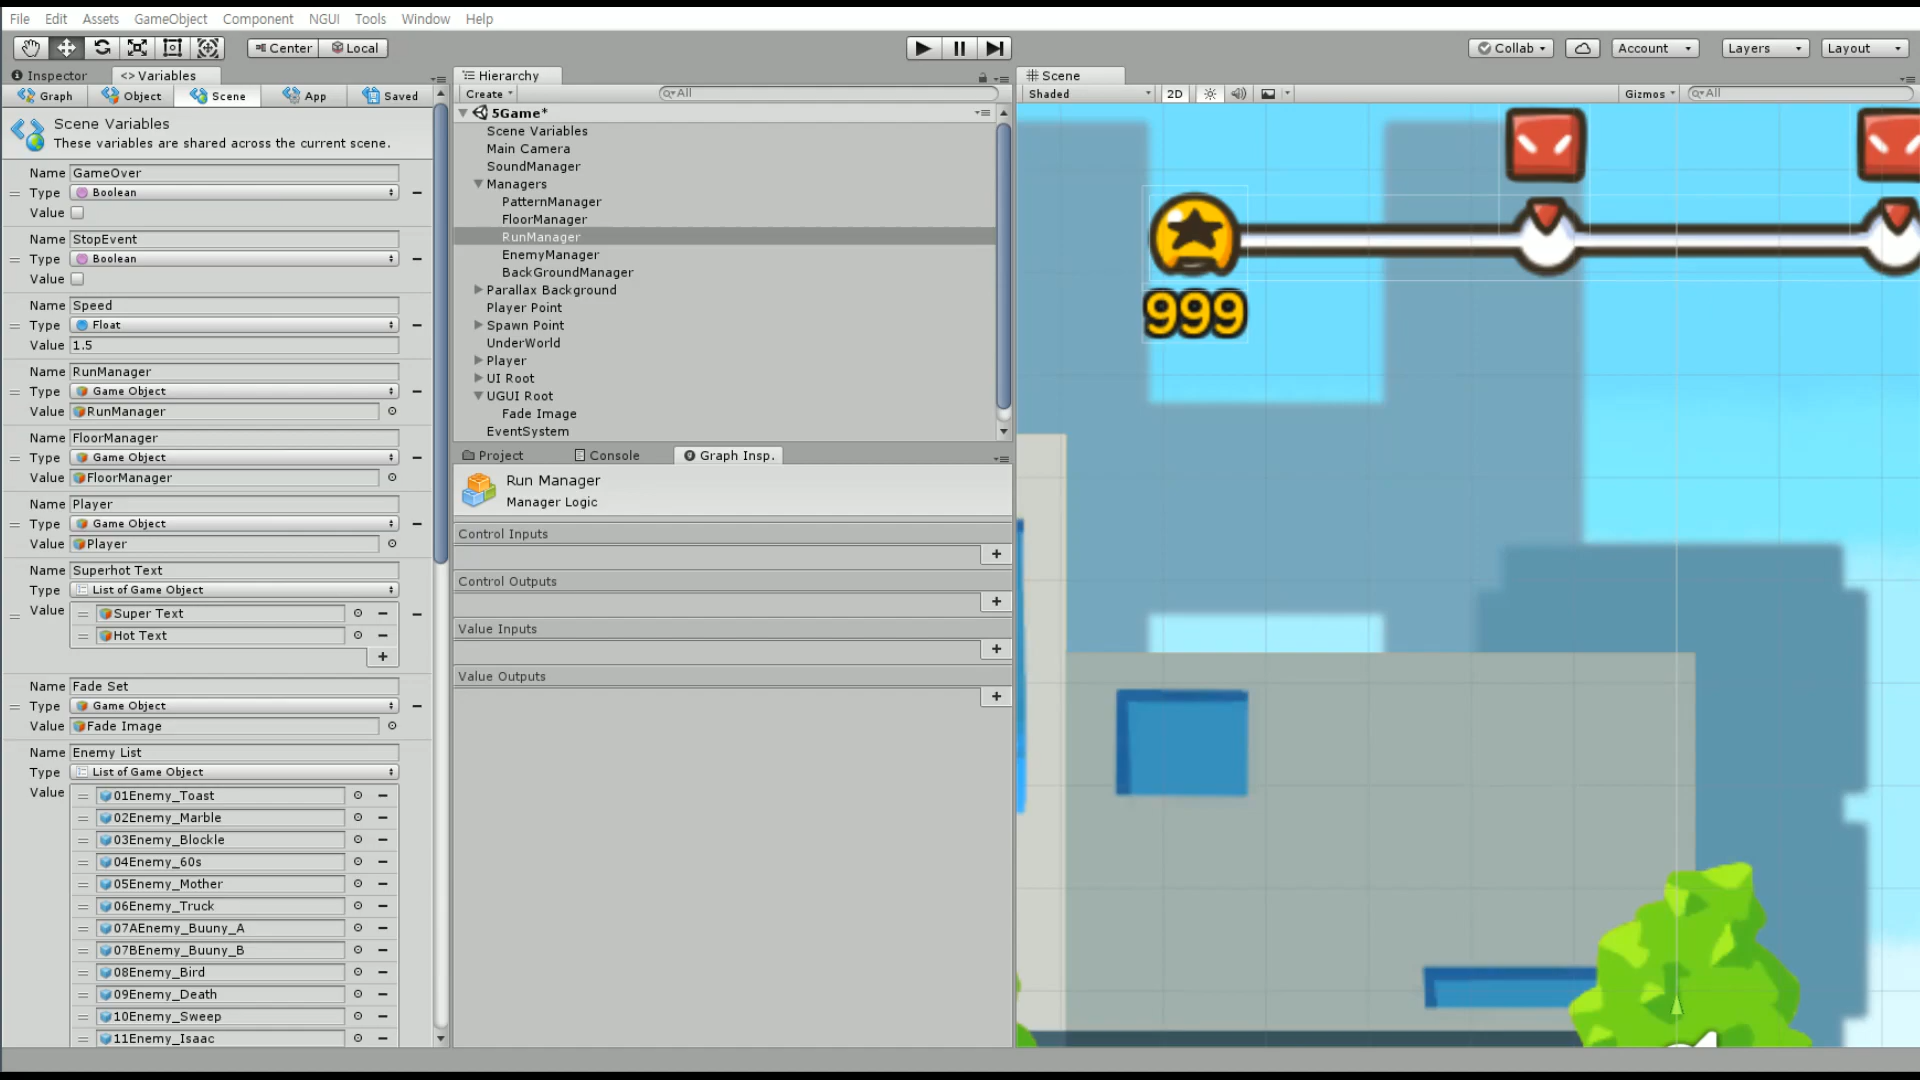 File Edit Assets GameObject Component NGUI Tools Window Help
Center Local Collab Account Layers Layout
Inspector <> Variables
Graph Object Scene App Saved
Scene Variables
These variables are shared across the current scene.
Name GameOver
Type Boolean
Value
Name StopEvent
Type Boolean
Value
Name Speed
Type Float
Value 1.5
Name RunManager
Type Game Object
Value RunManager
Name FloorManager
Type Game Object
Value FloorManager
Name Player
Type Game Object
Value Player
Name Superhot Text
Type List of Game Object
Value Super Text
Hot Text
Name Fade Set
Type Game Object
Value Fade Image
Name Enemy List
Type List of Game Object
Value 01Enemy_Toast
02Enemy_Marble
03Enemy_Blockle
04Enemy_60s
05Enemy_Mother
06Enemy_Truck
07AEnemy_Buuny_A
07BEnemy_Buuny_B
08Enemy_Bird
09Enemy_Death
10Enemy_Sweep
11Enemy_Isaac
Hierarchy
Create All
5Game*
Scene Variables
Main Camera
SoundManager
Managers
PatternManager
FloorManager
RunManager
EnemyManager
BackGroundManager
Parallax Background
Player Point
Spawn Point
UnderWorld
Player
UI Root
UGUI Root
Fade Image
EventSystem
Project Console Graph Insp.
Run Manager
Manager Logic
Control Inputs
Control Outputs
Value Inputs
Value Outputs
Scene
Shaded 2D Gizmos All
999